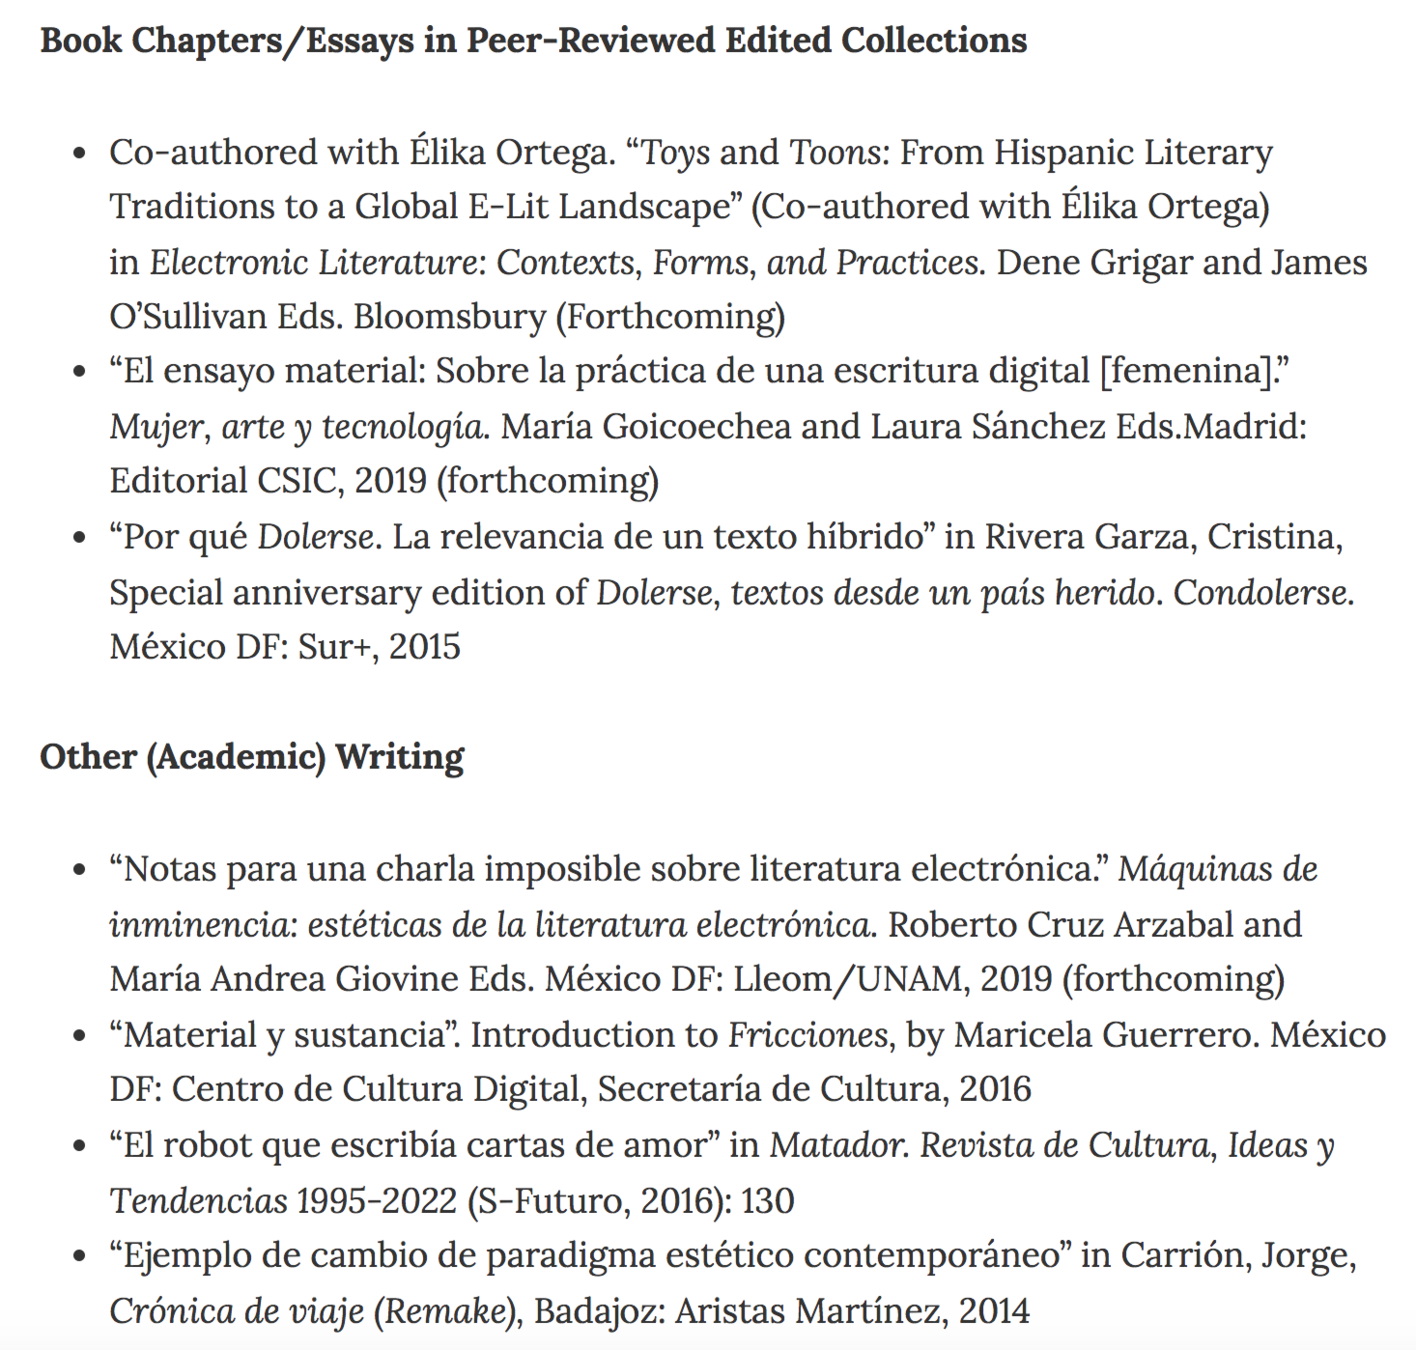 Book Chapters/Essays in Peer-Reviewed Edited Collections
• Co-authored with Élika Ortega. “Toys and Toons: From Hispanic Literary
Traditions to a Global E-Lit Landscape” (Co-authored with Élika Ortega)
in Electronic Literature: Contexts, Forms, and Practices. Dene Grigar and James
O’Sullivan Eds. Bloomsbury (Forthcoming)
• “El ensayo material: Sobre la práctica de una escritura digital [femenina].”
Mujer, arte y tecnología. María Goicoechea and Laura Sánchez Eds.Madrid:
Editorial CSIC, 2019 (forthcoming)
• “Por qué Dolerse. La relevancia de un texto híbrido” in Rivera Garza, Cristina,
Special anniversary edition of Dolerse, textos desde un país herido. Condolerse.
México DF: Sur+, 2015
Other (Academic) Writing
• “Notas para una charla imposible sobre literatura electrónica.” Máquinas de
inminencia: estéticas de la literatura electrónica. Roberto Cruz Arzabal and
María Andrea Giovine Eds. México DF: Lleom/UNAM, 2019 (forthcoming)
• “Material y sustancia”. Introduction to Fricciones, by Maricela Guerrero. México
DF: Centro de Cultura Digital, Secretaría de Cultura, 2016
• “El robot que escribía cartas de amor” in Matador. Revista de Cultura, Ideas y
Tendencias 1995-2022 (S-Futuro, 2016): 130
• “Ejemplo de cambio de paradigma estético contemporáneo” in Carrión, Jorge,
Crónica de viaje (Remake), Badajoz: Aristas Martínez, 2014